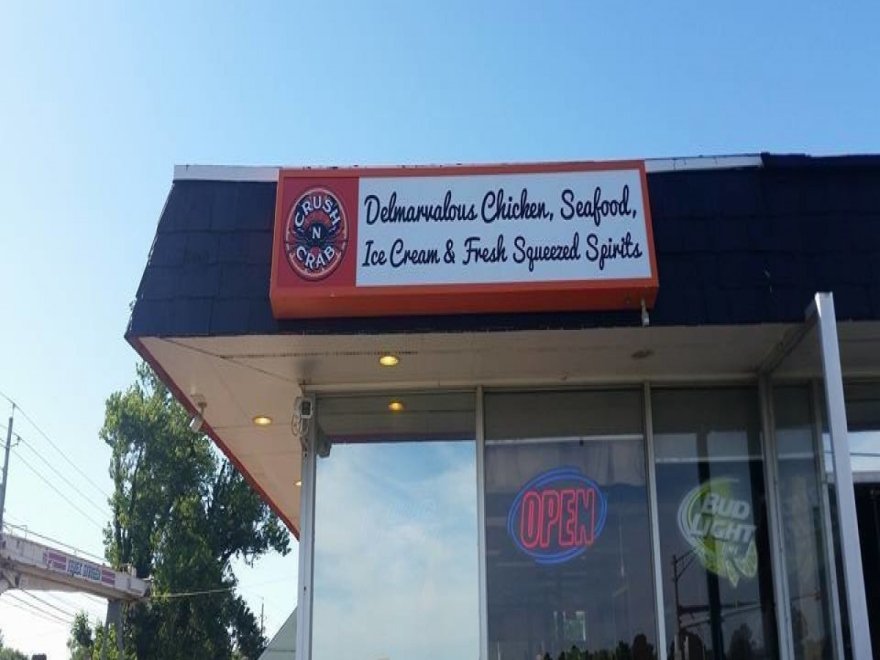 CRUSH
N
CRAB
Delmarvalous Chicken, Seafood,
Ice Cream & Fresh Squeezed Spirits
OPEN
BUD
LIGHT